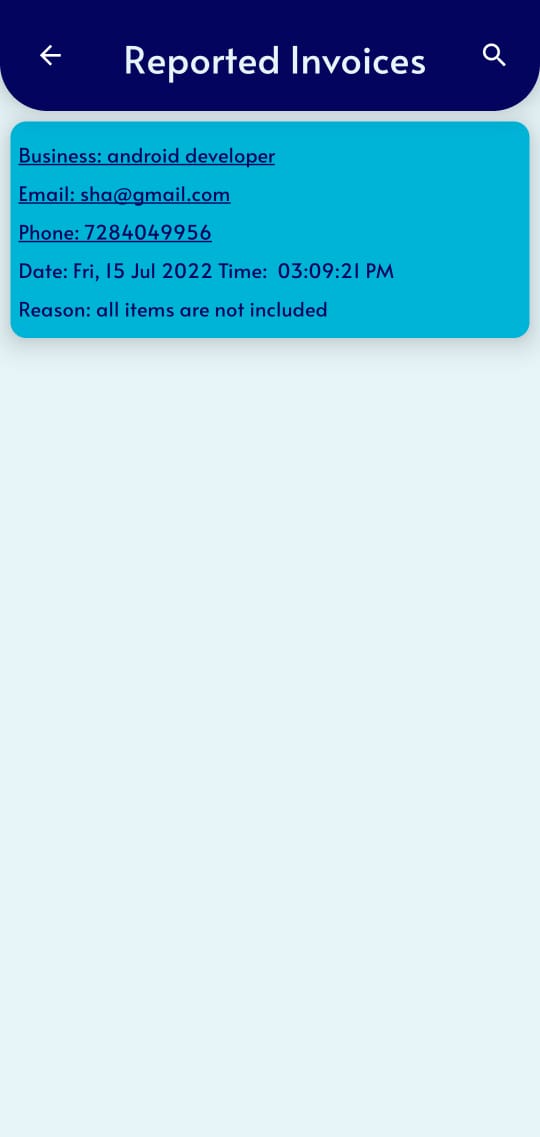 Reported Invoices
Business: android developer
Email: sha@gmail.com
Phone: 7284049956
Date: Fri, 15 Jul 2022 Time:  03:09:21 PM
Reason: all items are not included